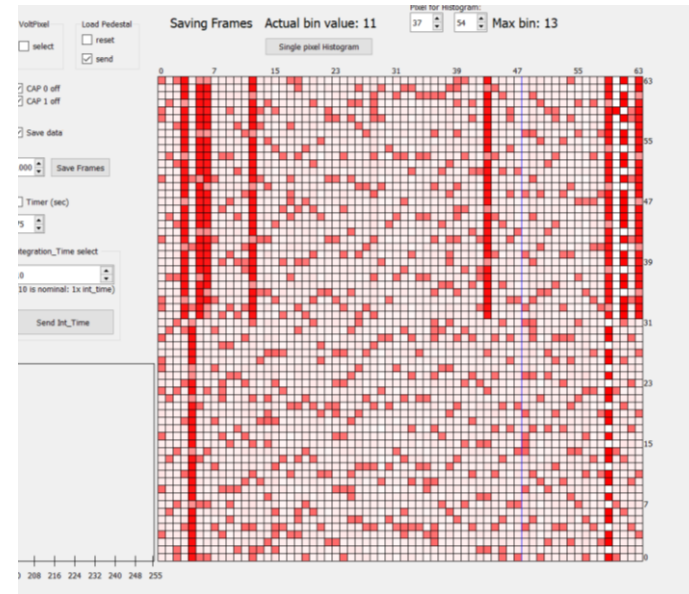 VoltPixel
select
Load Pedestal
reset
send
Saving Frames Actual bin value: 11
Pixel for Histogram:
37 54 Max bin: 13
Single pixel Histogram
CAP 0 off
CAP 1 off
Save data
000 Save Frames
Timer (sec)
75
ntegration_Time select
10 is nominal: 1x int_time)
Send Int_Time
0 7 15 23 31 39 47 55 63
63
55
47
39
31
23
15
7
0
208 216 224 232 240 248 255